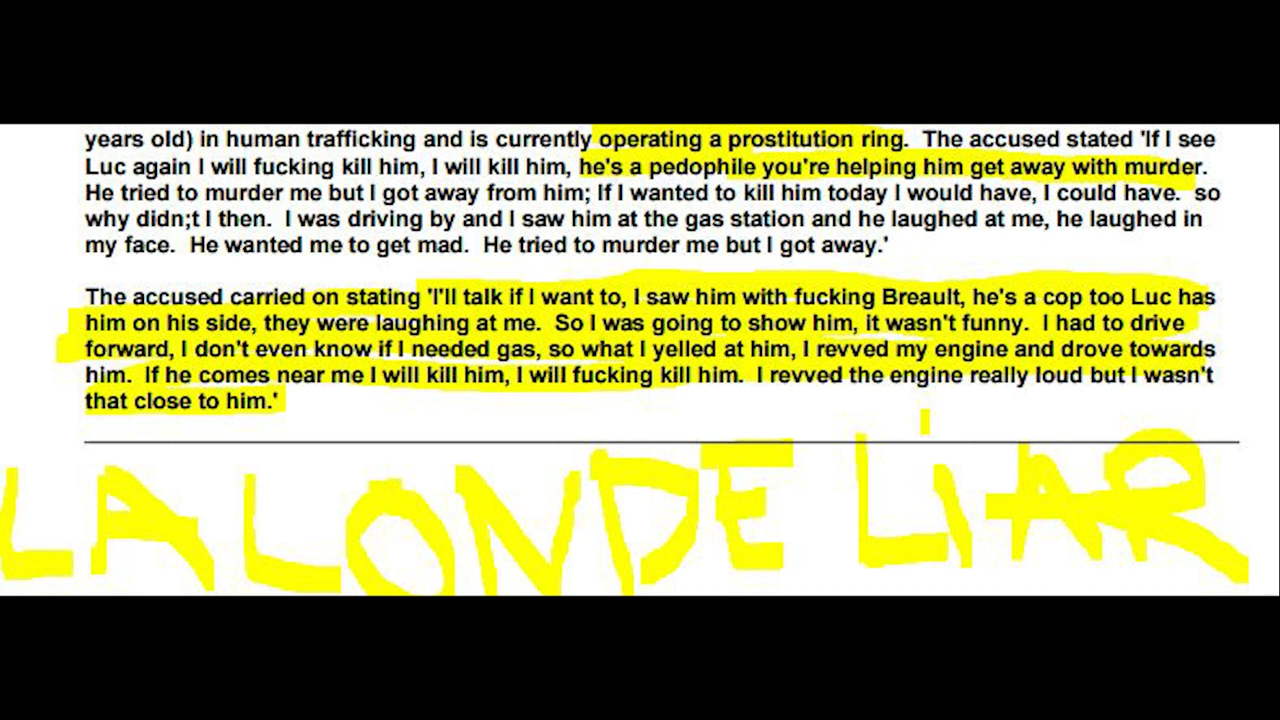 years old) in human trafficking and is currently operating a prostitution ring. The accused stated 'If I see
Luc again I will fucking kill him, I will kill him, he's a pedophile you're helping him get away with murder.
He tried to murder me but I got away from him; If I wanted to kill him today I would have, I could have. so
why didn;t I then. I was driving by and I saw him at the gas station and he laughed at me, he laughed in
my face. He wanted me to get mad. He tried to murder me but I got away.'
The accused carried on stating 'I'll talk if I want to, I saw him with fucking Breault, he's a cop too Luc has
him on his side, they were laughing at me. So I was going to show him, it wasn't funny. I had to drive
forward, I don't even know if I needed gas, so what I yelled at him, I revved my engine and drove towards
him. If he comes near me I will kill him, I will fucking kill him. I revved the engine really loud but I wasn't
that close to him.'
LALONDE LiAR